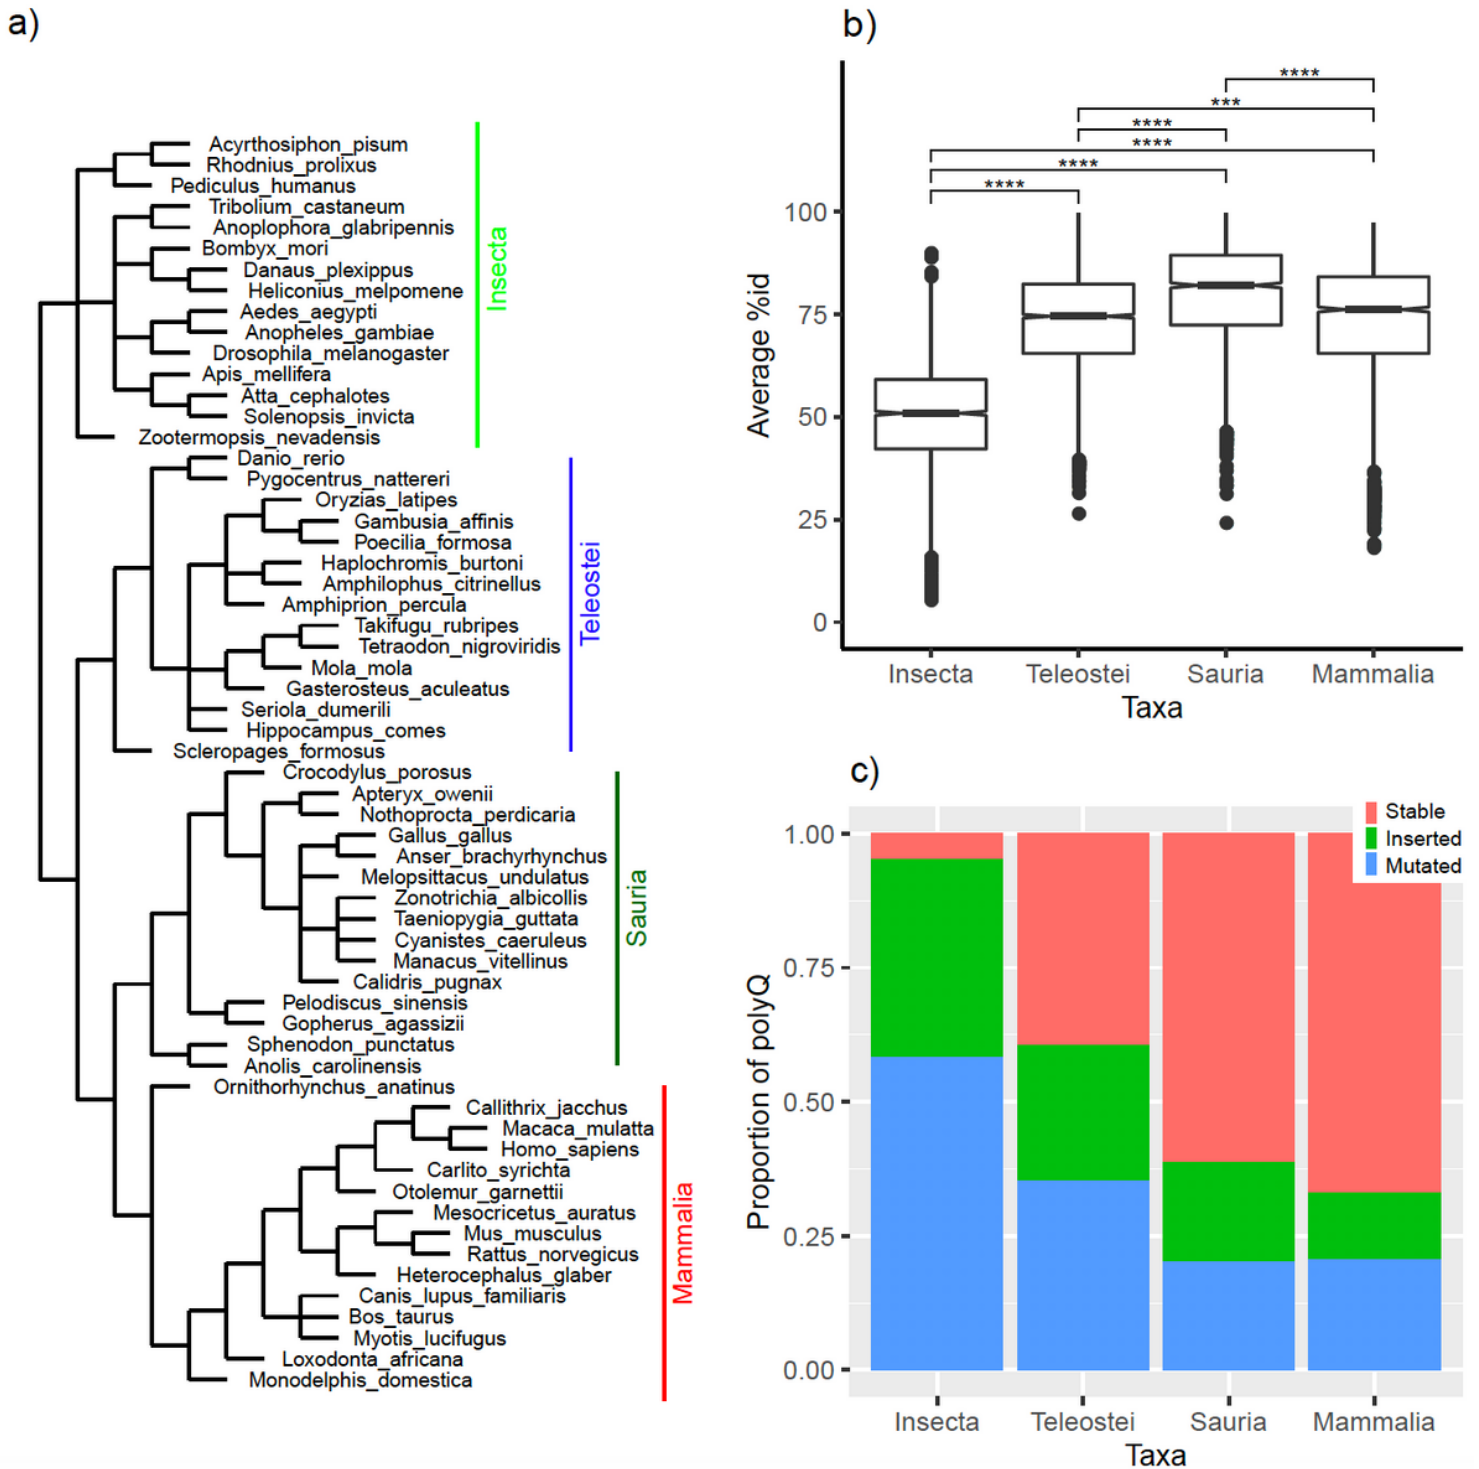 a)
Acyrthosiphon_pisum
Rhodnius_prolixus
Pediculus_humanus
Tribolium_castaneum
Anoplophora_glabripennis
Bombyx_mori
Danaus_plexippus
Heliconius_melpomene
Aedes_aegypti
Anopheles_gambiae
Drosophila_melanogaster
Apis_mellifera
Atta_cephalotes
Solenopsis_invicta
Zootermopsis_nevadensis
Insecta
Danio_rerio
Pygocentrus_nattereri
Oryzias_latipes
Gambusia_affinis
Poecilia_formosa
Haplochromis_burtoni
Amphilophus_citrinellus
Amphiprion_percula
Takifugu_rubripes
Tetraodon_nigroviridis
Mola_mola
Gasterosteus_aculeatus
Seriola_dumerili
Hippocampus_comes
Scleropages_formosus
Teleostei
Crocodylus_porosus
Apteryx_owenii
Nothoprocta_perdicaria
Gallus_gallus
Anser_brachyrhynchus
Melopsittacus_undulatus
Zonotrichia_albicollis
Taeniopygia_guttata
Cyanistes_caeruleus
Manacus_vitellinus
Calidris_pugnax
Pelodiscus_sinensis
Gopherus_agassizii
Sphenodon_punctatus
Anolis_carolinensis
Sauria
Ornithorhynchus_anatinus
Callithrix_jacchus
Macaca_mulatta
Homo_sapiens
Carlito_syrichta
Otolemur_garnettii
Mesocricetus_auratus
Mus_musculus
Rattus_norvegicus
Heterocephalus_glaber
Canis_lupus_familiaris
Bos_taurus
Myotis_lucifugus
Loxodonta_africana
Monodelphis_domestica
Mammalia
b)
****
***
****
****
****
****
100
75
50
25
0
Average %id
Insecta Teleostei Sauria Mammalia
Taxa
c)
Stable
Inserted
Mutated
1.00
0.75
0.50
0.25
0.00
Proportion of polyQ
Insecta Teleostei Sauria Mammalia
Taxa